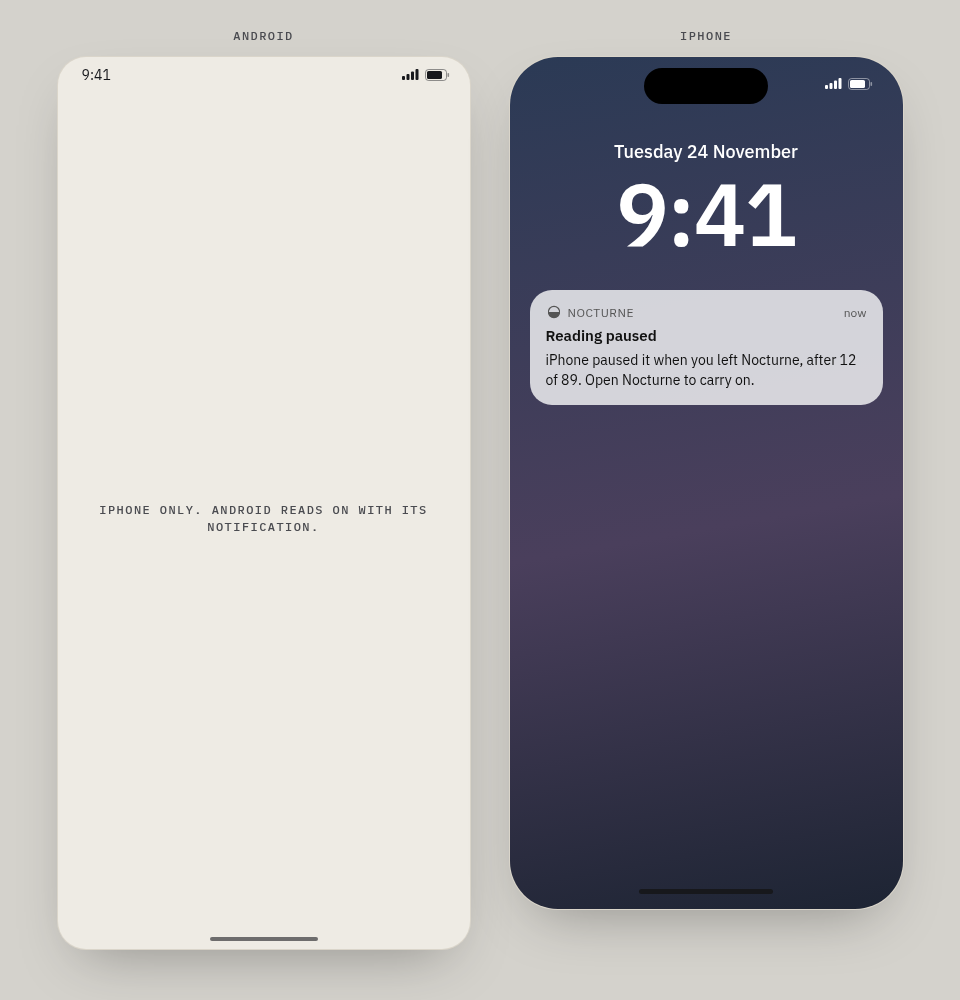 ANDROID
9:41
IPHONE ONLY. ANDROID READS ON WITH ITS
NOTIFICATION.
IPHONE
Tuesday 24 November
9:41
NOCTURNE now
Reading paused
iPhone paused it when you left Nocturne, after 12
of 89. Open Nocturne to carry on.